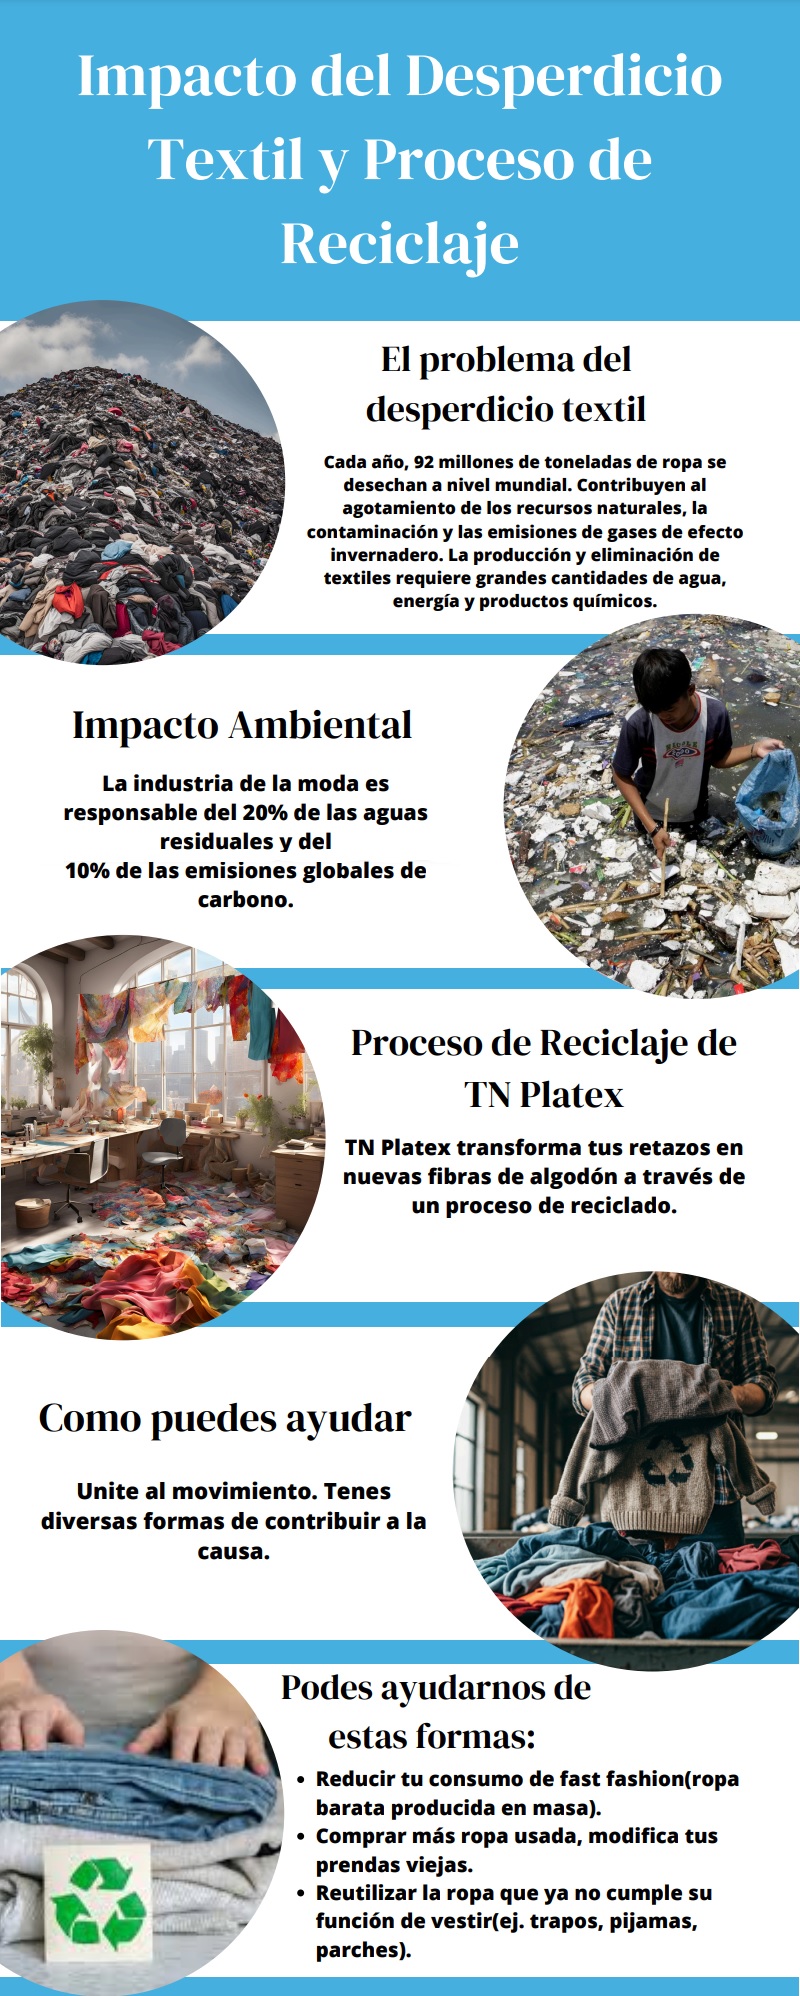 Impacto del Desperdicio
Textil y Proceso de
Reciclaje
El problema del
desperdicio textil
Cada año, 92 millones de toneladas de ropa se
desechan a nivel mundial. Contribuyen al
agotamiento de los recursos naturales, la
contaminación y las emisiones de gases de efecto
invernadero. La producción y eliminación de
textiles requiere grandes cantidades de agua,
energía y productos químicos.
Impacto Ambiental
La industria de la moda es
responsable del 20% de las aguas
residuales y del
10% de las emisiones globales de
carbono.
Proceso de Reciclaje de
TN Platex
TN Platex transforma tus retazos en
nuevas fibras de algodón a través de
un proceso de reciclado.
Como puedes ayudar
Unite al movimiento. Tenes
diversas formas de contribuir a la
causa.
Podes ayudarnos de
estas formas:
• Reducir tu consumo de fast fashion(ropa
barata producida en masa).
• Comprar más ropa usada, modifica tus
prendas viejas.
• Reutilizar la ropa que ya no cumple su
función de vestir(ej. trapos, pijamas,
parches).